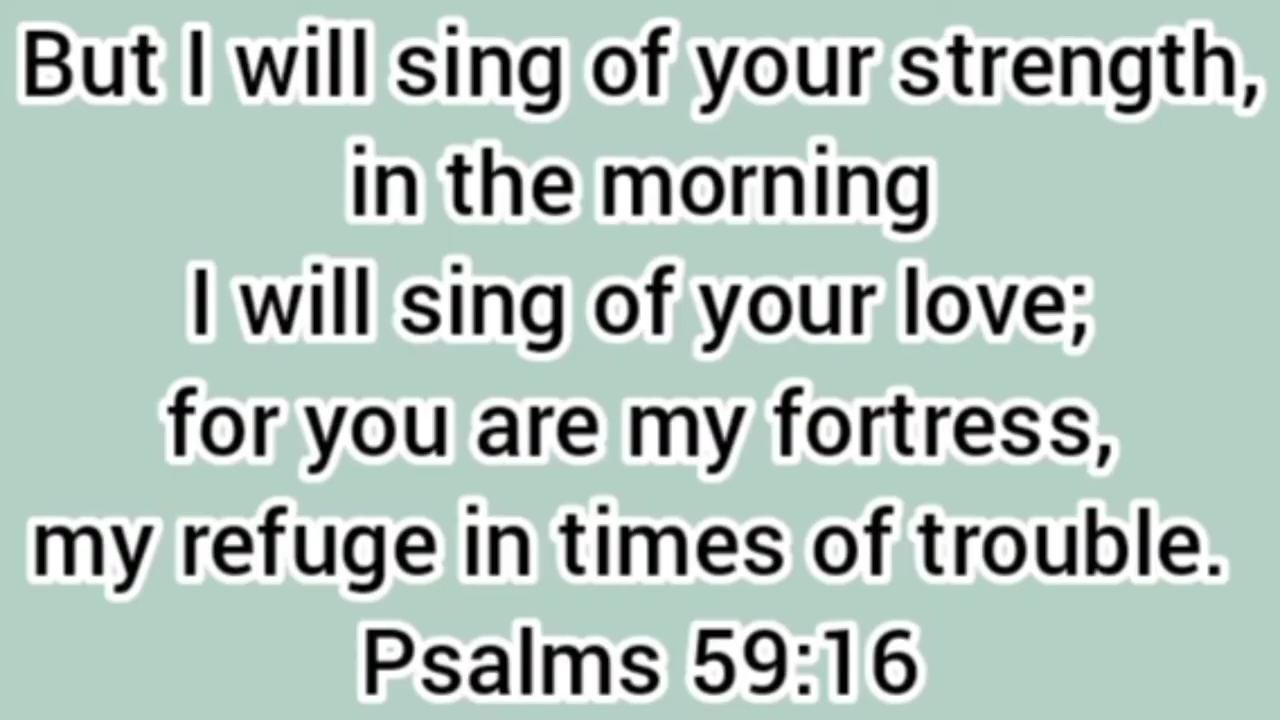 But I will sing of your strength,
in the morning
I will sing of your love;
for you are my fortress,
my refuge in times of trouble.
Psalms 59:16